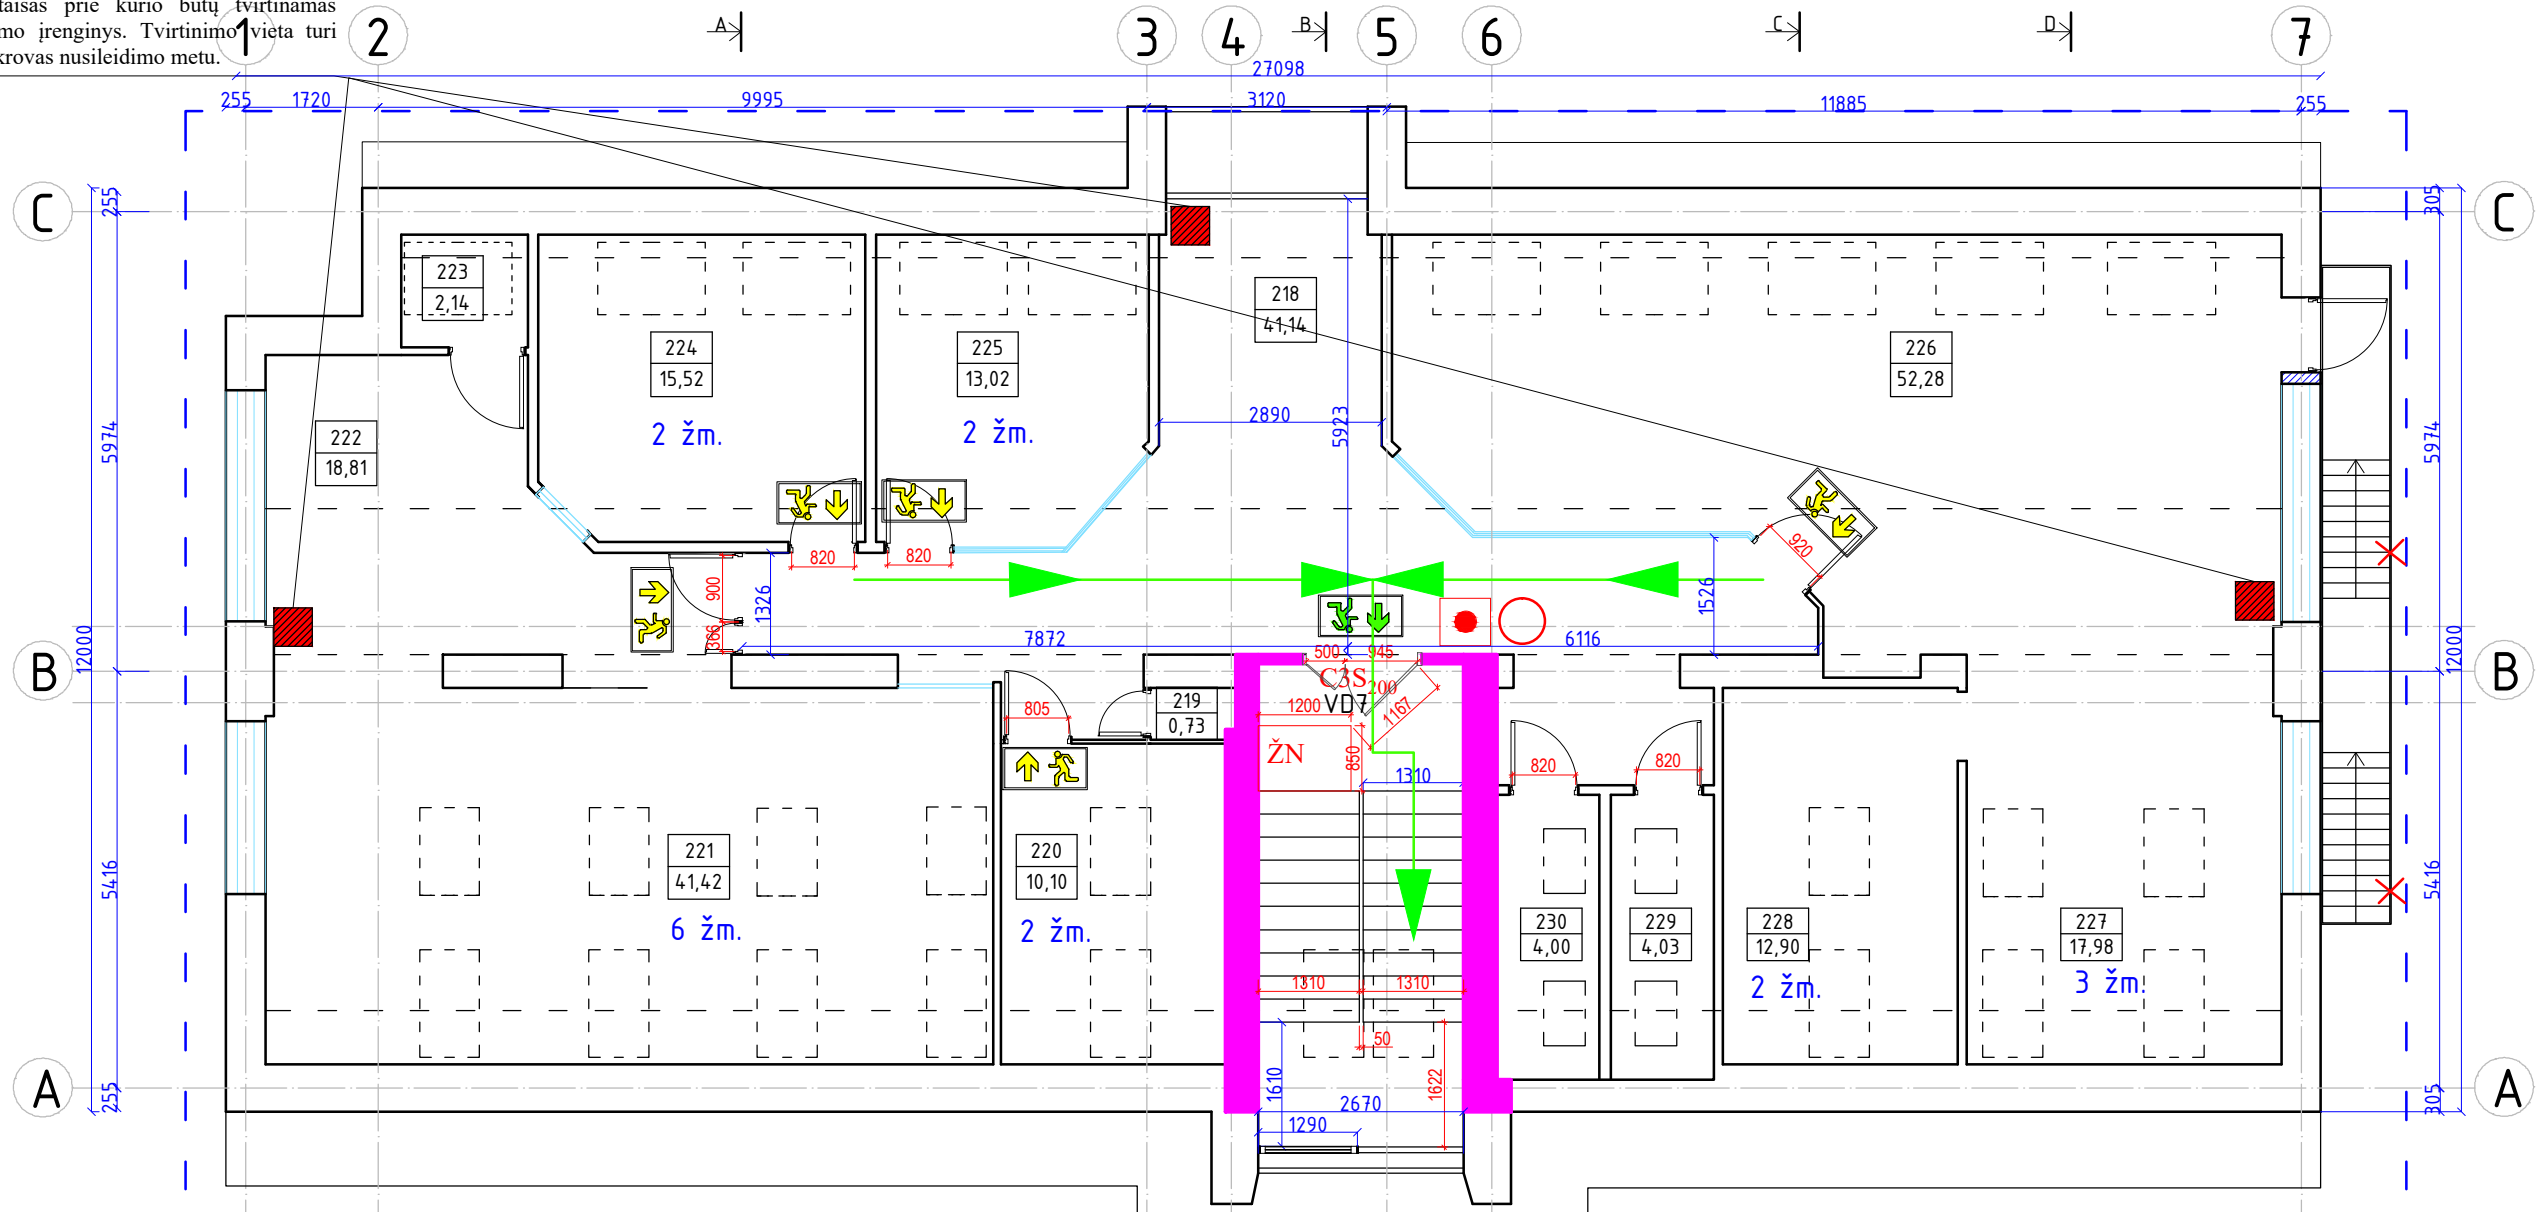 taisas prie kurio būtų tvirtinamas
mo įrenginys. Tvirtinimo vieta turi
krovas nusileidimo metu.
1 2 3 4 5 6 7
A B C D
27098
255 1720 9995 3120 11885 255
C C
255 305
223
2,14
218
41,14
224
15,52
2 žm.
225
13,02
2 žm.
226
52,28
222
18,81
2890
5923
5974 5974
820 820 920
900
366
1326
1526
7872 6116
12000 12000
B B
500 945
C3S200
VD7
1200
1167
805
219
0,73
ŽN
850
1310
820 820
221
41,42
6 žm.
220
10,10
2 žm.
5416 5416
230
4,00
229
4,03
228
12,90
2 žm.
227
17,98
3 žm.
1310 1310
50
1610
1622
A A
255 305
2670
1290